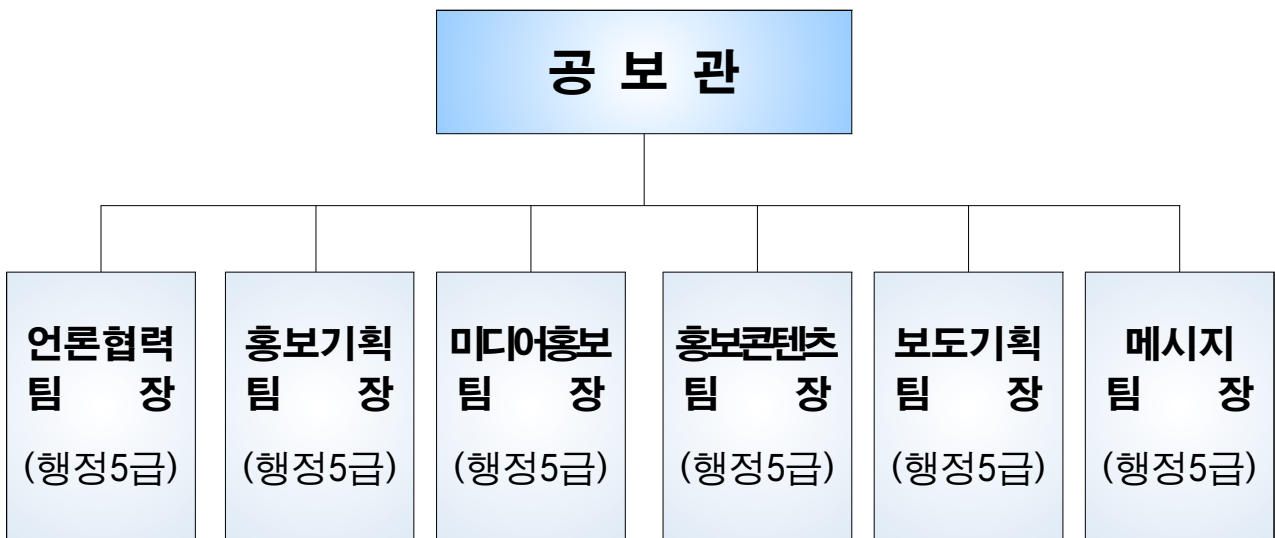 공 보 관
언론협력
팀 장
(행정5급)
홍보기획
팀 장
(행정5급)
미디어홍보
팀 장
(행정5급)
홍보콘텐츠
팀 장
(행정5급)
보도기획
팀 장
(행정5급)
메시지
팀 장
(행정5급)